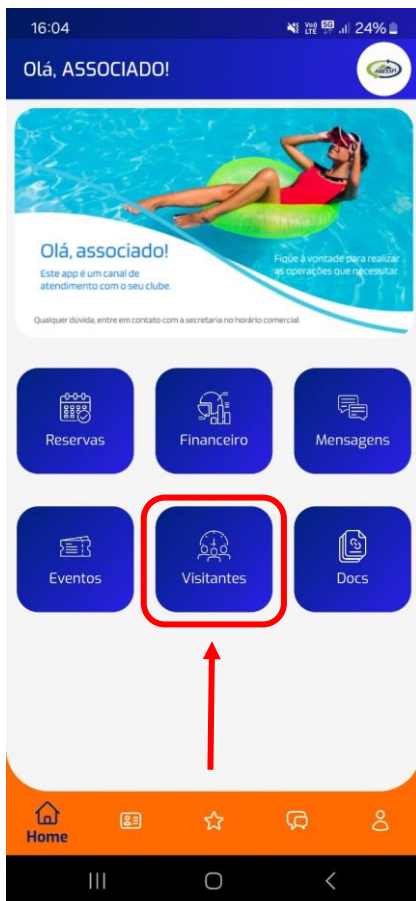 16:04
24%
Olá, ASSOCIADO!
Olá, associado!
Este app é um canal de
atendimento com o seu clube.
Fique à vontade para realizar
as operações que necessitar.
Qualquer dúvida, entre em contato com a secretaria no horário comercial.
Reservas
Financeiro
Mensagens
Eventos
Visitantes
Docs
Home